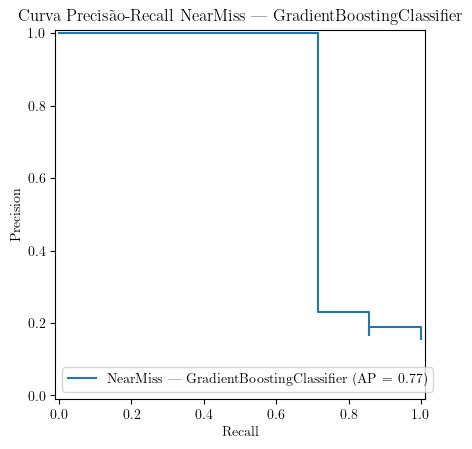 Curva Precisão-Recall NearMiss — GradientBoostingClassifier
1.0
0.8
0.6
0.4
0.2
0.0
Precision
NearMiss — GradientBoostingClassifier (AP = 0.77)
0.0 0.2 0.4 0.6 0.8 1.0
Recall